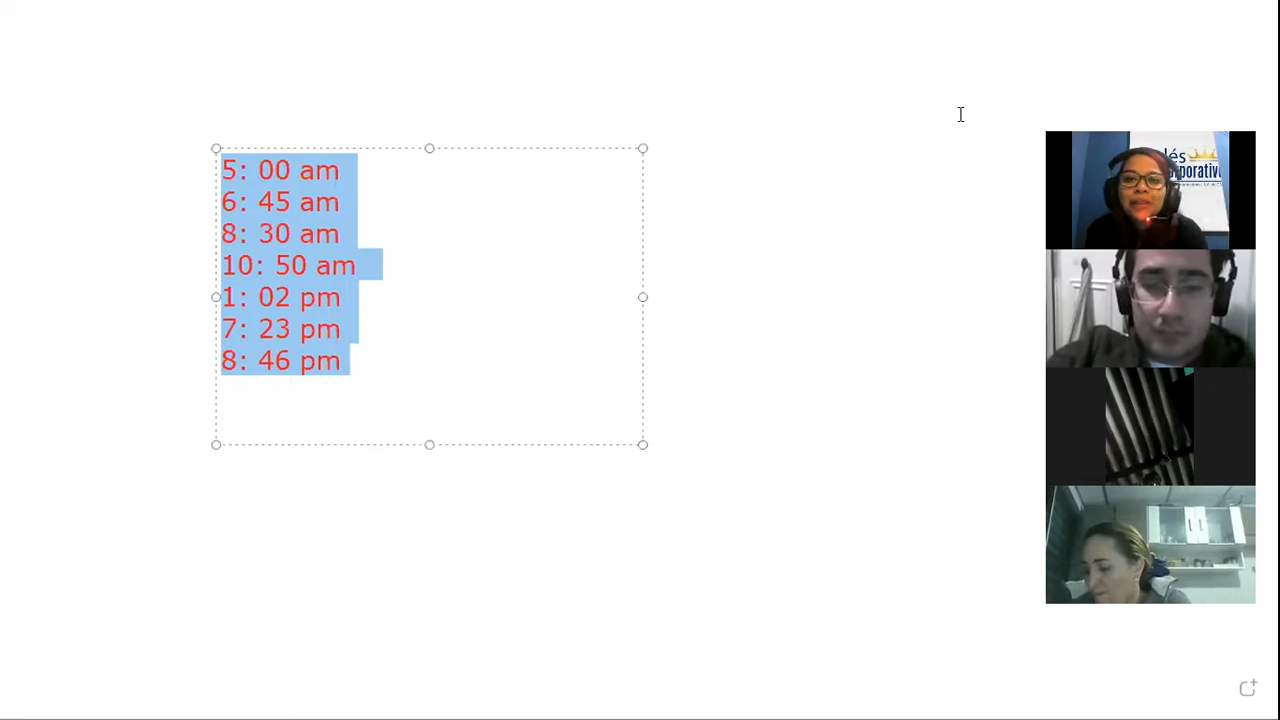 5: 00 am
6: 45 am
8: 30 am
10: 50 am
1: 02 pm
7: 23 pm
8: 46 pm